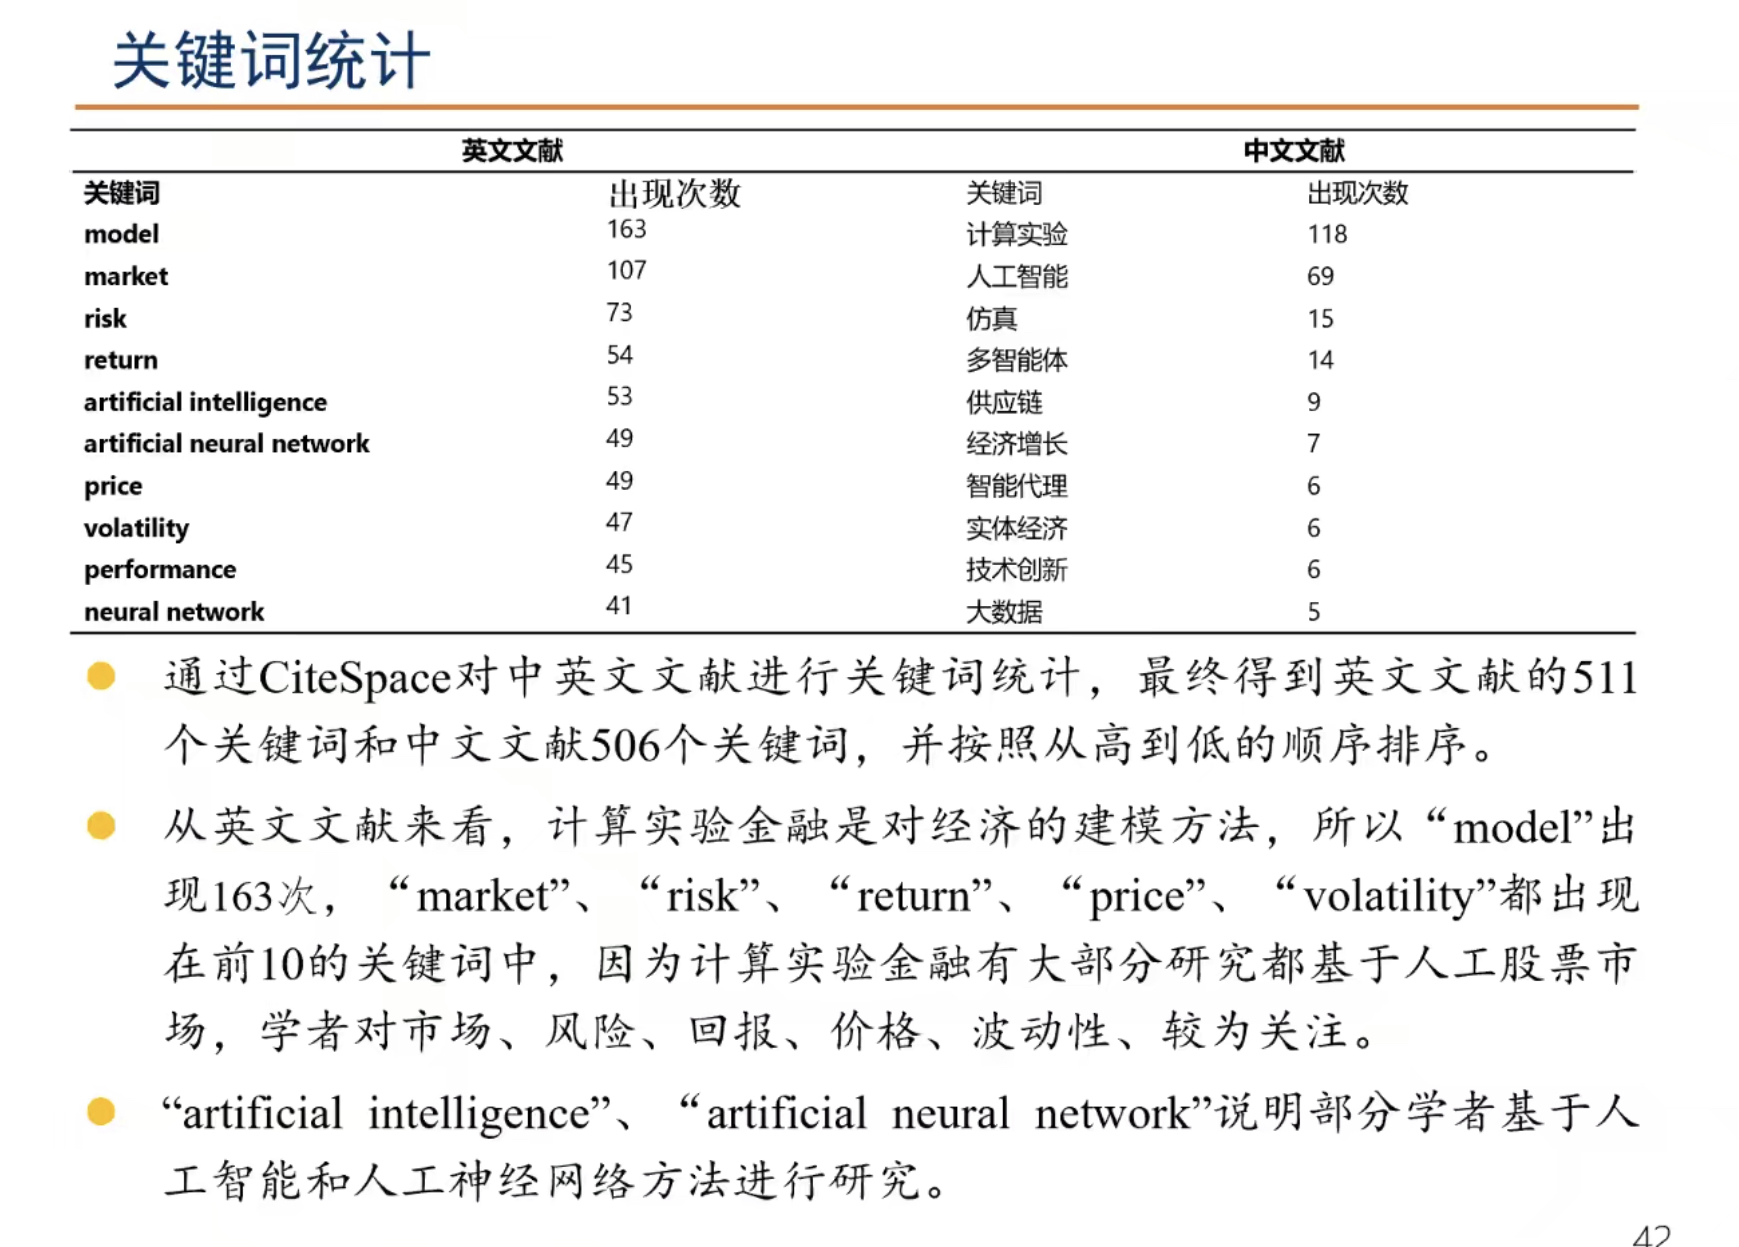 关键词统计
英文文献 中文文献
关键词 出现次数 关键词 出现次数
model 163 计算实验 118
market 107 人工智能 69
risk 73 仿真 15
return 54 多智能体 14
artificial intelligence 53 供应链 9
artificial neural network 49 经济增长 7
price 49 智能代理 6
volatility 47 实体经济 6
performance 45 技术创新 6
neural network 41 大数据 5
通过CiteSpace对中英文文献进行关键词统计，最终得到英文文献的511
个关键词和中文文献506个关键词，并按照从高到低的顺序排序。
从英文文献来看，计算实验金融是对经济的建模方法，所以“model”出
现163次，“market”、“risk”、“return”、“price”、“volatility”都出现
在前10的关键词中，因为计算实验金融有大部分研究都基于人工股票市
场，学者对市场、风险、回报、价格、波动性、较为关注。
“artificial intelligence”、“artificial neural network”说明部分学者基于人
工智能和人工神经网络方法进行研究。
42